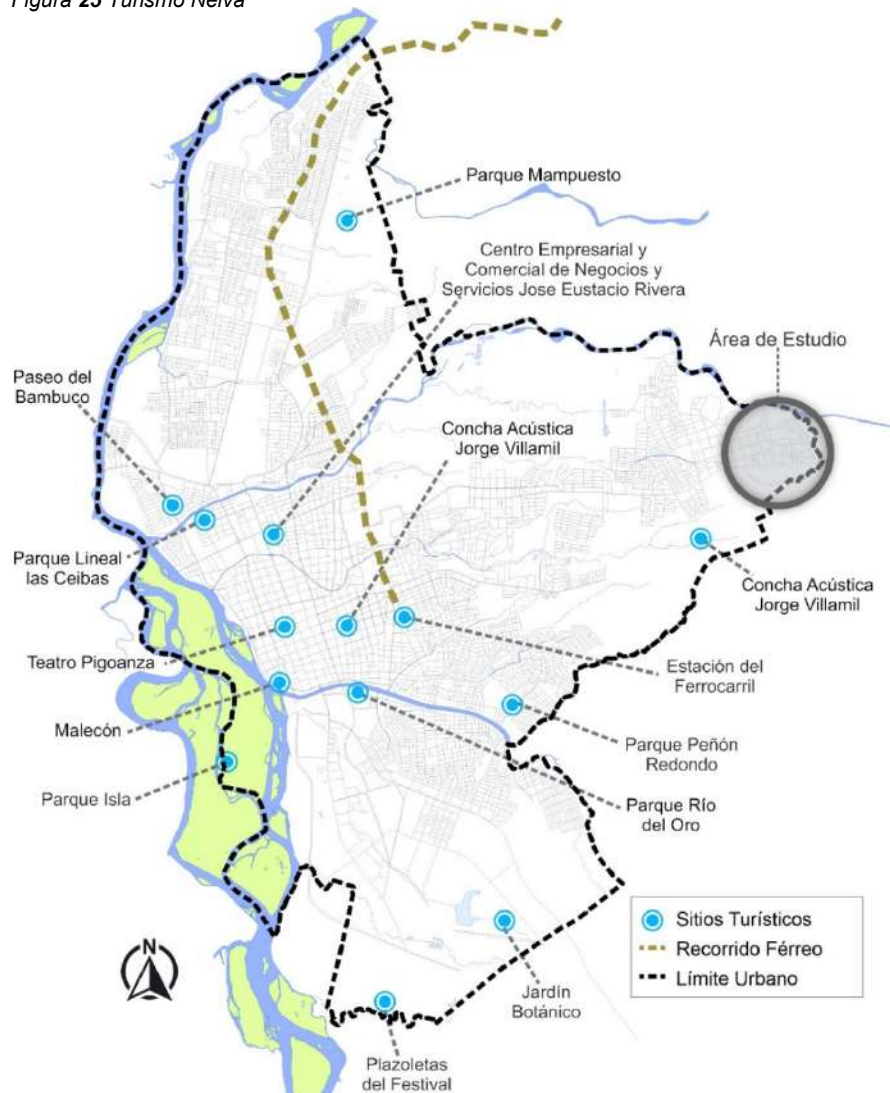 Figura 25 Turismo Neiva
Parque Mampuesto
Centro Empresarial y
Comercial de Negocios y
Servicios Jose Eustacio Rivera
Área de Estudio
Paseo del
Bambuco
Concha Acústica
Jorge Villamil
Parque Lineal
las Ceibas
Concha Acústica
Jorge Villamil
Teatro Pigoanza
Estación del
Ferrocarril
Malecón
Parque Peñón
Redondo
Parque Isla
Parque Río
del Oro
Sitios Turísticos
Recorrido Férreo
Límite Urbano
N
Jardín
Botánico
Plazoletas
del Festival